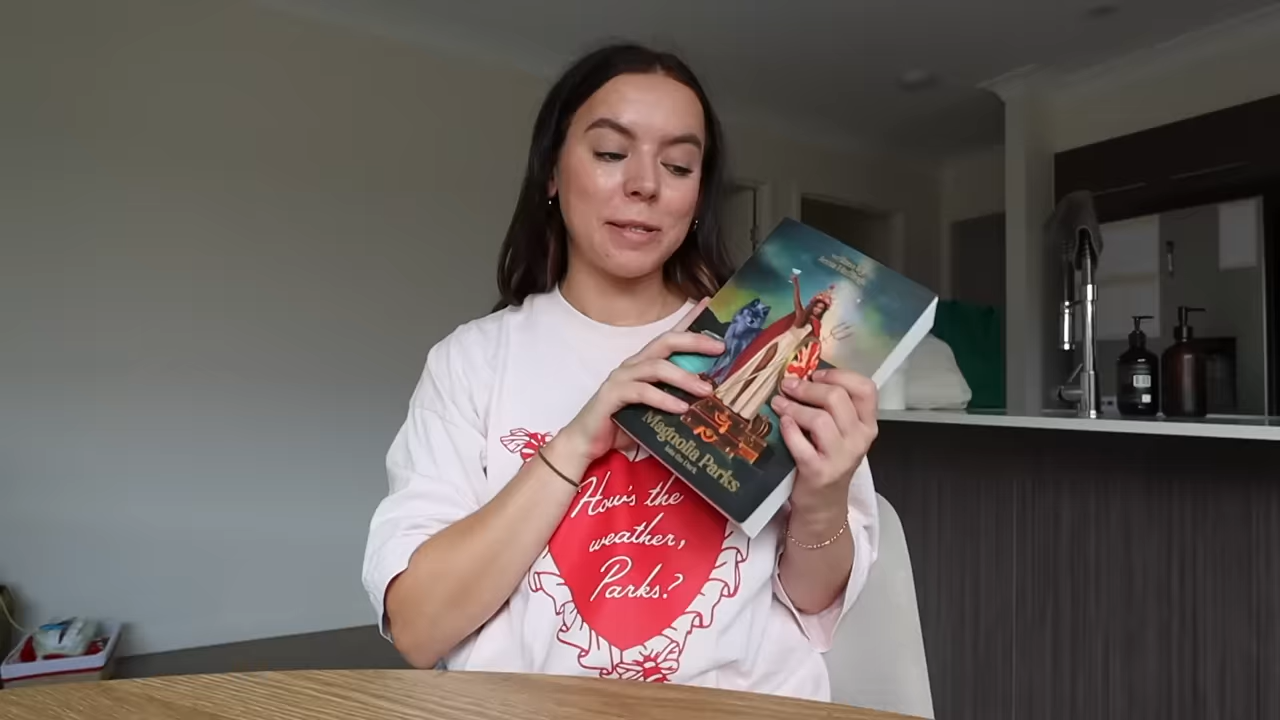 Magnolia Parks
Into the Dark
How's the
weather,
Parks?